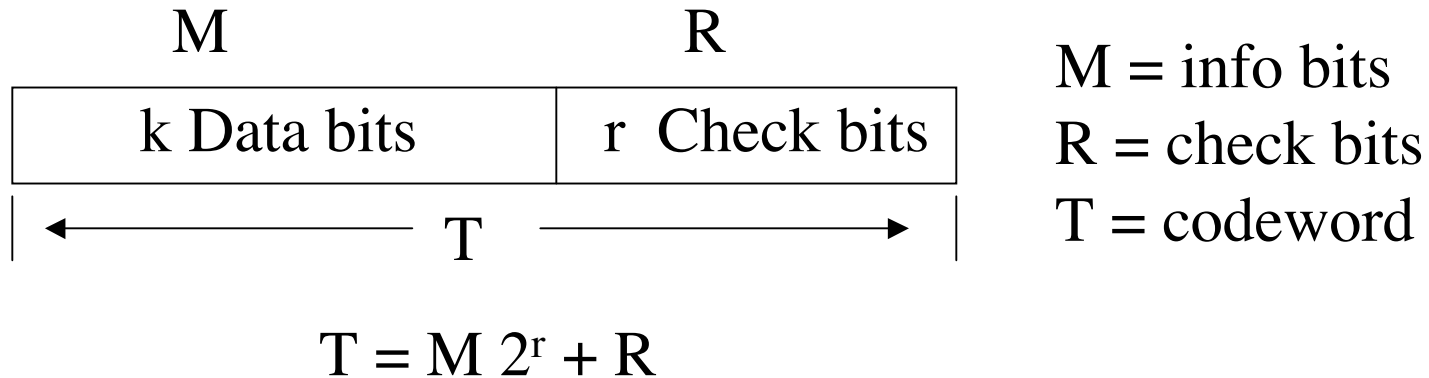 M R
k Data bits r Check bits
T
M = info bits
R = check bits
T = codeword
T = M 2ʳ + R